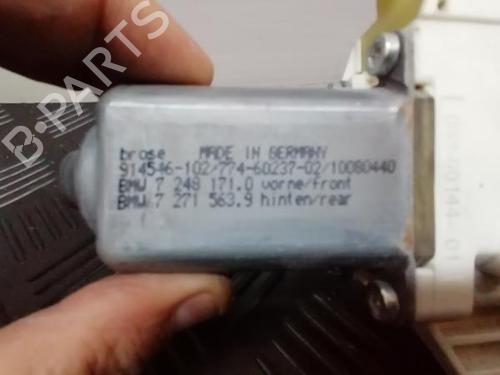 B-PARTS
brose MADE IN GERMANY
914546-102/774-60237-02/10080440
BMW 7 248 171.0 vorne/front
BMW 7 271 563.9 hinten/rear